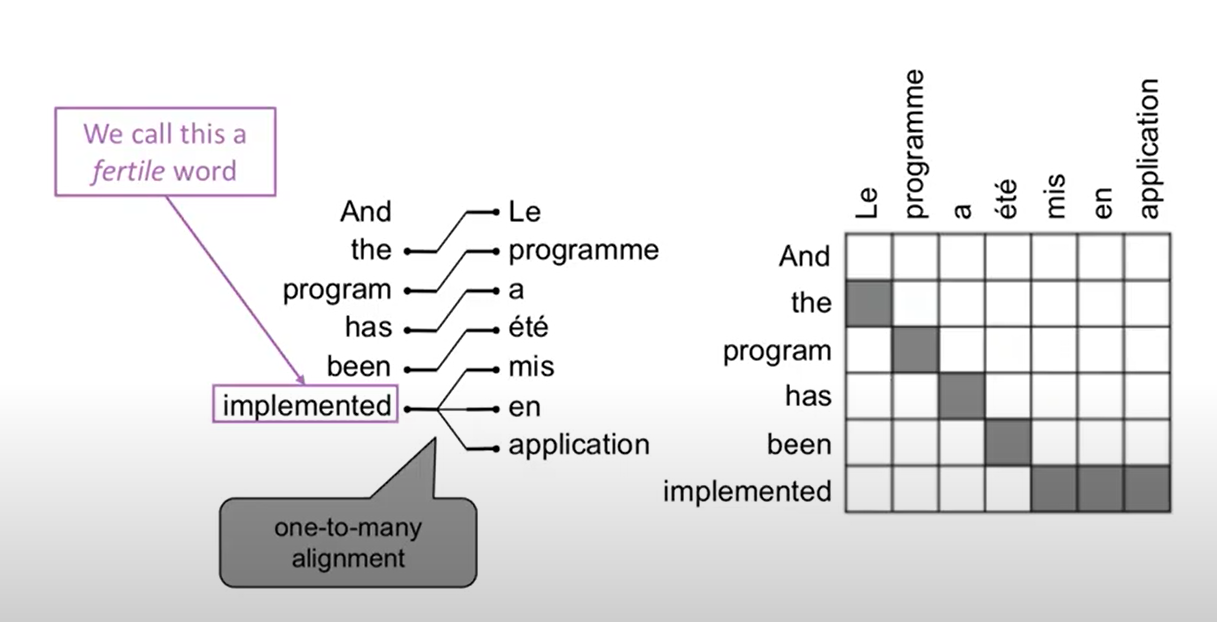 We call this a
fertile word
And
the
program
has
been
implemented
Le
programme
a
été
mis
en
application
one-to-many
alignment
Le
programme
a
été
mis
en
application
And
the
program
has
been
implemented